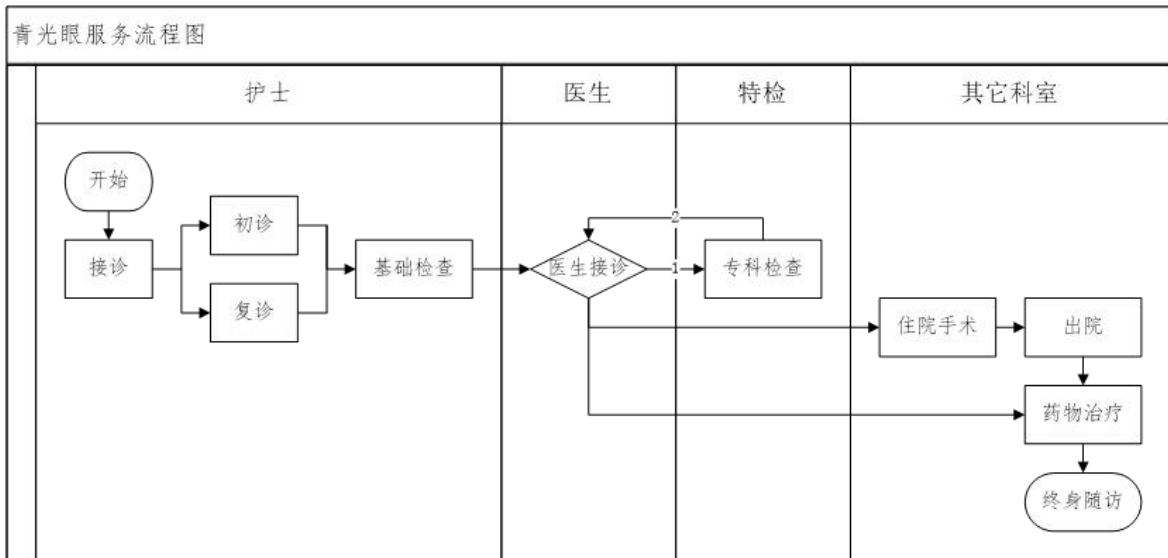 青光眼服务流程图
护士
医生
特检
其它科室
开始
接诊
初诊
复诊
基础检查
医生接诊
1
2
专科检查
住院手术
出院
药物治疗
终身随访